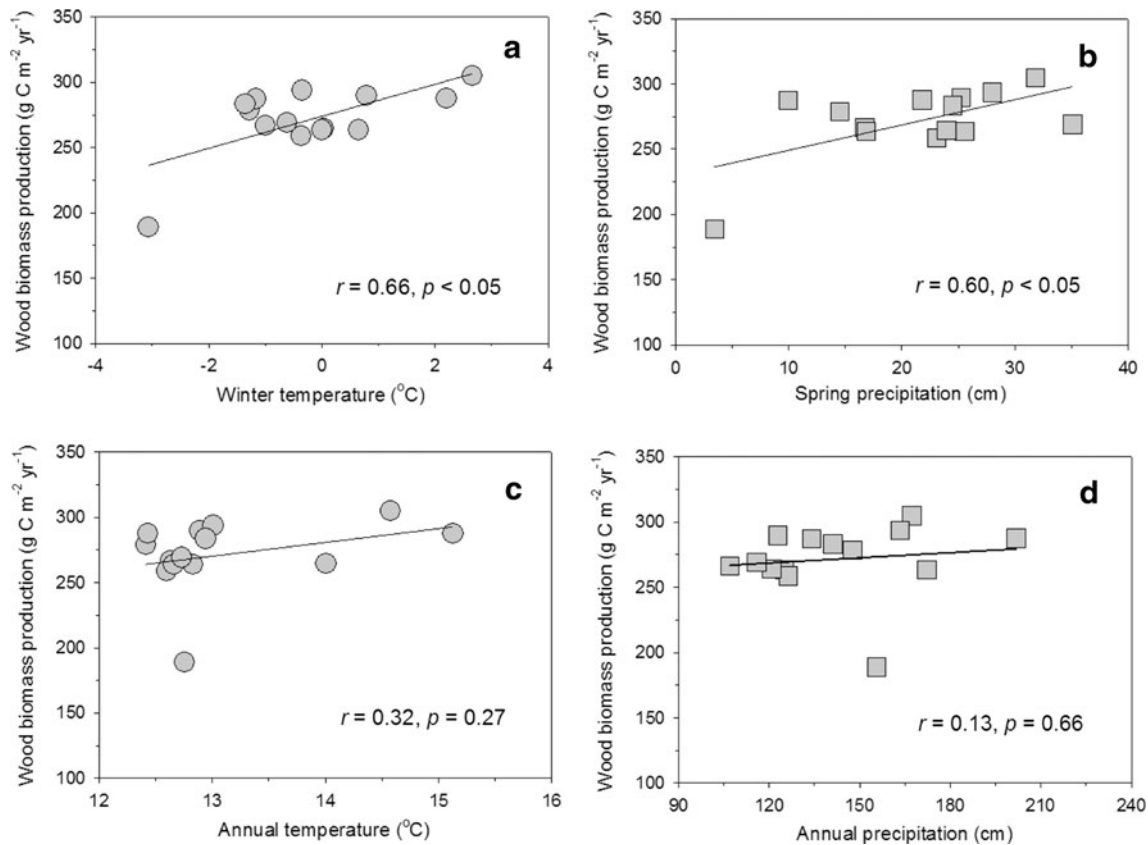 a
Wood biomass production (g C m⁻² yr⁻¹)
350
300
250
200
150
100
r = 0.66, p < 0.05
-4 -2 0 2 4
Winter temperature (°C)
b
Wood biomass production (g C m⁻² yr⁻¹)
350
300
250
200
150
100
r = 0.60, p < 0.05
0 10 20 30 40
Spring precipitation (cm)
c
Wood biomass production (g C m⁻² yr⁻¹)
350
300
250
200
150
100
r = 0.32, p = 0.27
12 13 14 15 16
Annual temperature (°C)
d
Wood biomass production (g C m⁻² yr⁻¹)
350
300
250
200
150
100
r = 0.13, p = 0.66
90 120 150 180 210 240
Annual precipitation (cm)